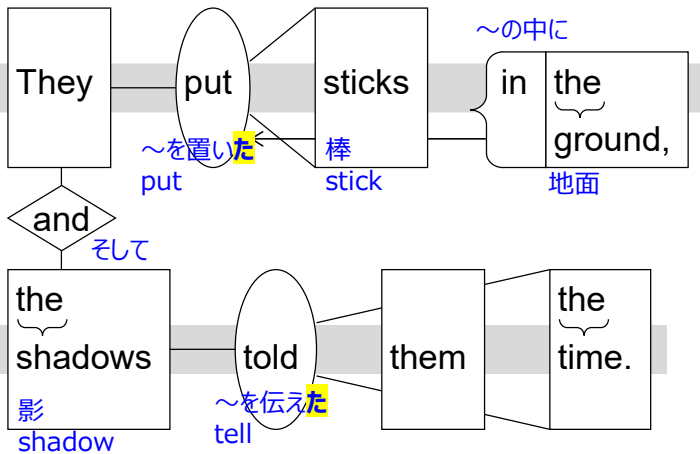 ～の中に
They put sticks in the
ground,
～を置いた 棒
put stick 地面
and
そして
the the
shadows told them time.
影 ～を伝えた
shadow tell